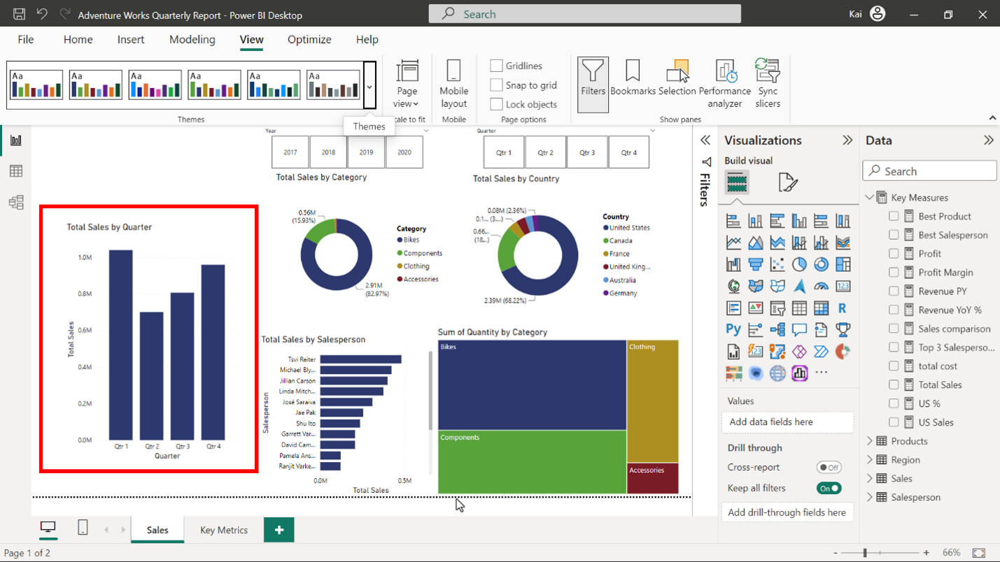 Adventure Works Quarterly Report - Power BI Desktop
Search
Kai
File Home Insert Modeling View Optimize Help
Aa Aa Aa Aa Aa Aa
Themes
Page view
Scale to fit
Mobile layout
Mobile
Gridlines
Snap to grid
Lock objects
Page options
Filters
Bookmarks
Selection
Performance analyzer
Sync slicers
Show panes
Themes
Year
2017 2018 2019 2020
Quarter
Qtr 1 Qtr 2 Qtr 3 Qtr 4
Total Sales by Category
0.56M
(15.93%)
2.91M
(82.97%)
Category
Bikes
Components
Clothing
Accessories
Total Sales by Country
0.08M (2.36%)
0.1... (3...)
0.66...
(18...)
2.39M (68.22%)
Country
United States
Canada
France
United King...
Australia
Germany
Total Sales by Quarter
Total Sales
1.0M
0.8M
0.6M
0.4M
0.2M
0.0M
Qtr 1 Qtr 2 Qtr 3 Qtr 4
Quarter
Total Sales by Salesperson
Salesperson
Tsvi Reiter
Michael Bly...
Jillian Carson
Linda Mitch...
José Saraiva
Jae Pak
Shu Ito
Garrett Var...
David Cam...
Pamela Ans...
Ranjit Varke...
0.0M 0.5M
Total Sales
Sum of Quantity by Category
Bikes
Clothing
Components
Accessories
Filters
Visualizations
Build visual
123
R
Py
123
Values
Add data fields here
Drill through
Cross-report
Off
Keep all filters
On
Add drill-through fields here
Data
Search
Key Measures
Best Product
Best Salesperson
Profit
Profit Margin
Revenue PY
Revenue YoY %
Sales comparison
Top 3 Salesperso...
total cost
Total Sales
US %
US Sales
Products
Region
Sales
Salesperson
Sales
Key Metrics
+
Page 1 of 2
- + 66%